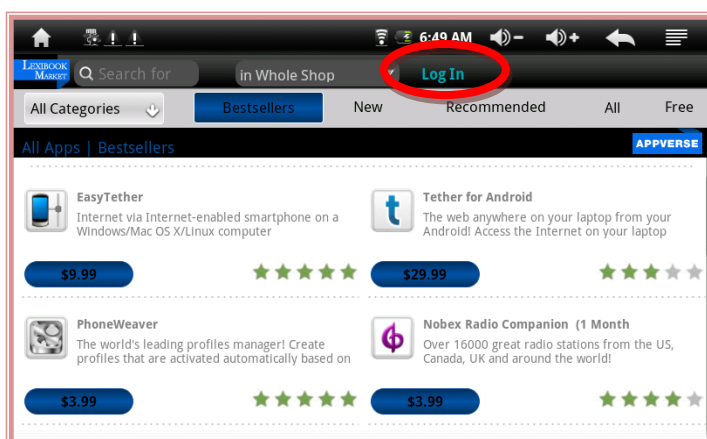 6:49 AM
LEXIBOOK
MARKET
Search for
in Whole Shop
Log In
All Categories
Bestsellers
New
Recommended
All
Free
All Apps | Bestsellers
APPVERSE
EasyTether
Internet via Internet-enabled smartphone on a
Windows/Mac OS X/Linux computer
$9.99
t
Tether for Android
The web anywhere on your laptop from your
Android! Access the Internet on your laptop
$29.99
PhoneWeaver
The world's leading profiles manager! Create
profiles that are activated automatically based on
$3.99
Nobex Radio Companion (1 Month
Over 16000 great radio stations from the US,
Canada, UK and around the world!
$3.99